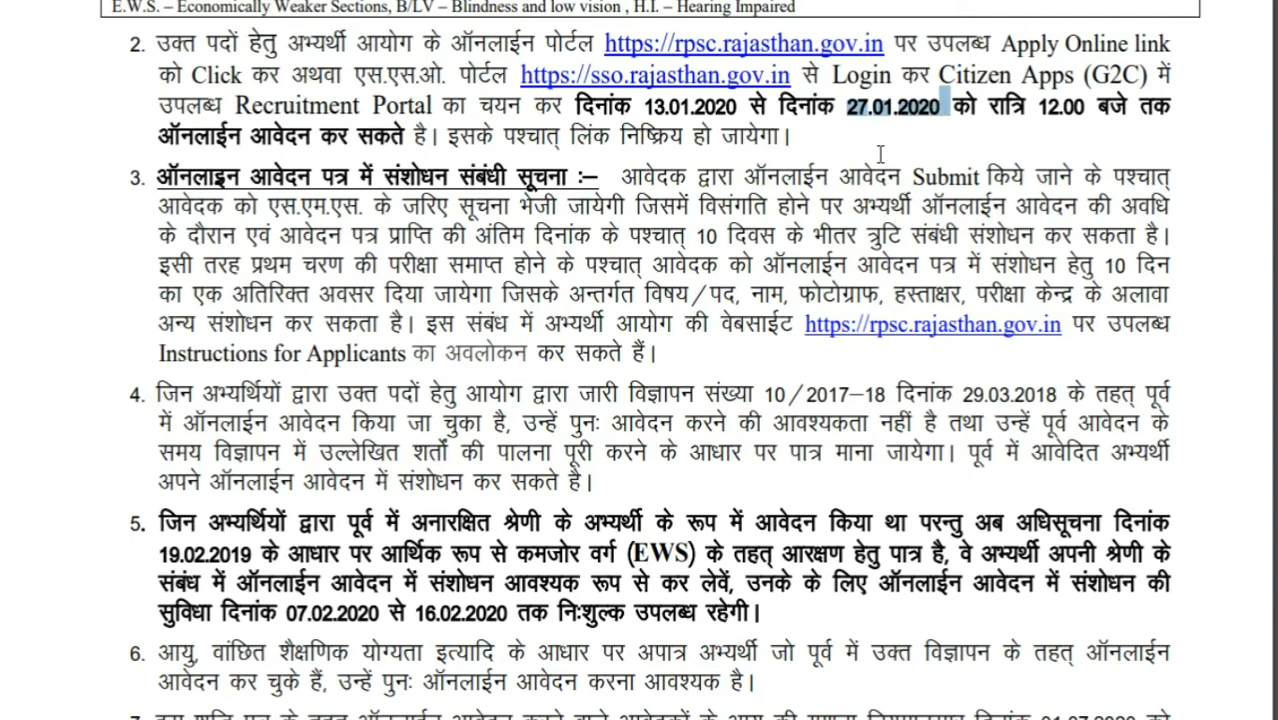 E.W.S. – Economically Weaker Sections, B/LV – Blindness and low vision , H.I. – Hearing Impaired
2. उक्त पदों हेतु अभ्यर्थी आयोग के ऑनलाईन पोर्टल https://rpsc.rajasthan.gov.in पर उपलब्ध Apply Online link
को Click कर अथवा एस.एस.ओ. पोर्टल https://sso.rajasthan.gov.in से Login कर Citizen Apps (G2C) में
उपलब्ध Recruitment Portal का चयन कर दिनांक 13.01.2020 से दिनांक 27.01.2020 को रात्रि 12.00 बजे तक
ऑनलाईन आवेदन कर सकते है। इसके पश्चात् लिंक निष्क्रिय हो जायेगा।
3. ऑनलाइन आवेदन पत्र में संशोधन संबंधी सूचना :– आवेदक द्वारा ऑनलाईन आवेदन Submit किये जाने के पश्चात्
आवेदक को एस.एम.एस. के जरिए सूचना भेजी जायेगी जिसमें विसंगति होने पर अभ्यर्थी ऑनलाईन आवेदन की अवधि
के दौरान एवं आवेदन पत्र प्राप्ति की अंतिम दिनांक के पश्चात् 10 दिवस के भीतर त्रुटि संबंधी संशोधन कर सकता है।
इसी तरह प्रथम चरण की परीक्षा समाप्त होने के पश्चात् आवेदक को ऑनलाईन आवेदन पत्र में संशोधन हेतु 10 दिन
का एक अतिरिक्त अवसर दिया जायेगा जिसके अन्तर्गत विषय/पद, नाम, फोटोग्राफ, हस्ताक्षर, परीक्षा केन्द्र के अलावा
अन्य संशोधन कर सकता है। इस संबंध में अभ्यर्थी आयोग की वेबसाईट https://rpsc.rajasthan.gov.in पर उपलब्ध
Instructions for Applicants का अवलोकन कर सकते हैं।
4. जिन अभ्यर्थियों द्वारा उक्त पदों हेतु आयोग द्वारा जारी विज्ञापन संख्या 10/2017–18 दिनांक 29.03.2018 के तहत् पूर्व
में ऑनलाईन आवेदन किया जा चुका है, उन्हें पुनः आवेदन करने की आवश्यकता नहीं है तथा उन्हें पूर्व आवेदन के
समय विज्ञापन में उल्लेखित शर्तों की पालना पूरी करने के आधार पर पात्र माना जायेगा। पूर्व में आवेदित अभ्यर्थी
अपने ऑनलाईन आवेदन में संशोधन कर सकते है।
5. जिन अभ्यर्थियों द्वारा पूर्व में अनारक्षित श्रेणी के अभ्यर्थी के रूप में आवेदन किया था परन्तु अब अधिसूचना दिनांक
19.02.2019 के आधार पर आर्थिक रूप से कमजोर वर्ग (EWS) के तहत् आरक्षण हेतु पात्र है, वे अभ्यर्थी अपनी श्रेणी के
संबंध में ऑनलाईन आवेदन में संशोधन आवश्यक रूप से कर लेवें, उनके के लिए ऑनलाईन आवेदन में संशोधन की
सुविधा दिनांक 07.02.2020 से 16.02.2020 तक निःशुल्क उपलब्ध रहेगी।
6. आयु, वांछित शैक्षणिक योग्यता इत्यादि के आधार पर अपात्र अभ्यर्थी जो पूर्व में उक्त विज्ञापन के तहत् ऑनलाईन
आवेदन कर चुके हैं, उन्हें पुनः ऑनलाईन आवेदन करना आवश्यक है।